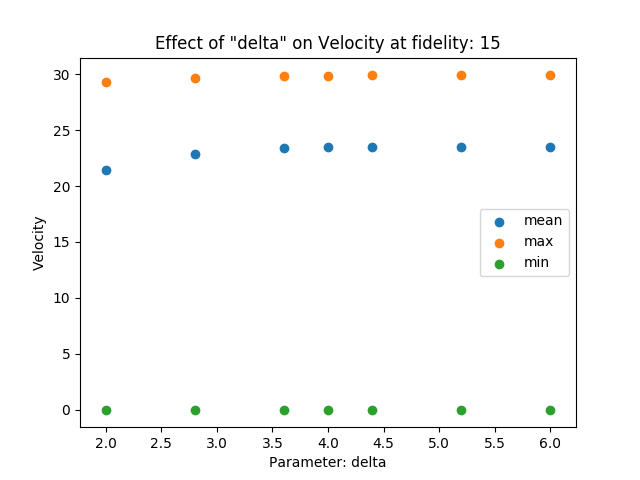 Effect of "delta" on Velocity at fidelity: 15
30
25
20
15
10
5
0
Velocity
mean
max
min
2.0 2.5 3.0 3.5 4.0 4.5 5.0 5.5 6.0
Parameter: delta